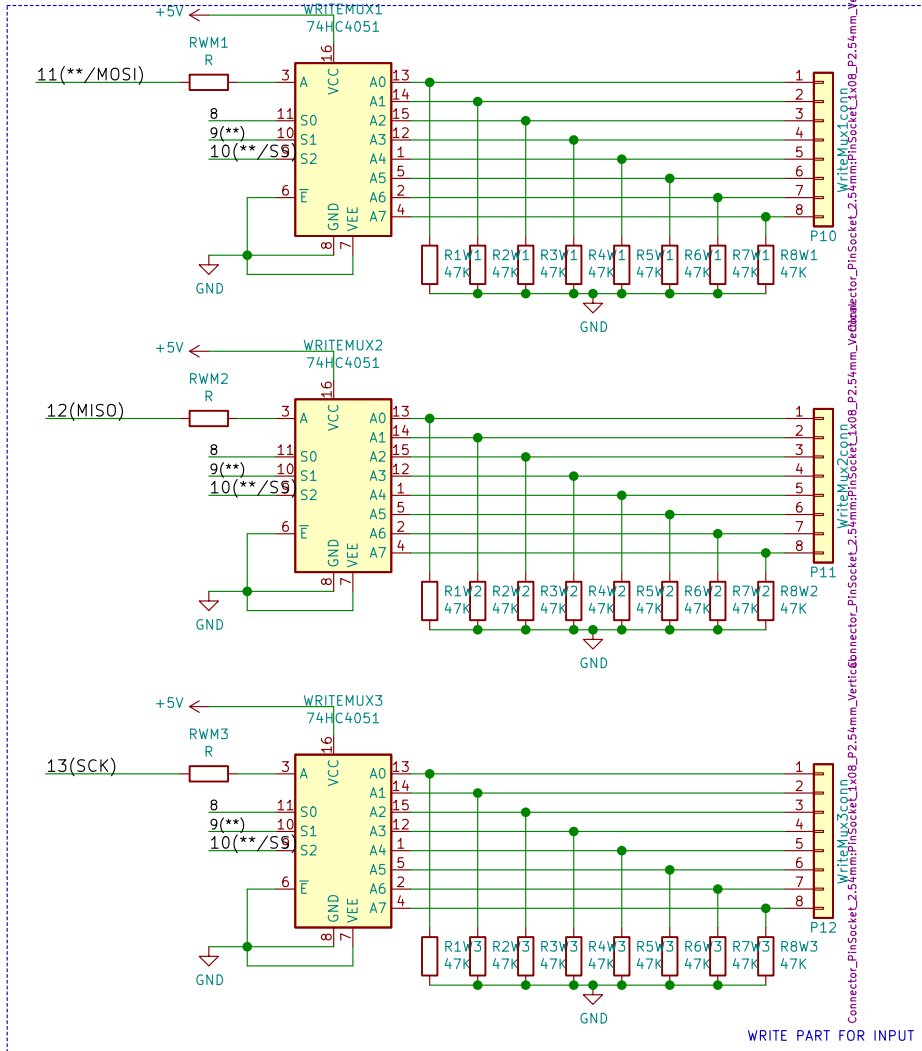 WRITEMUX1
74HC4051
+5V
RWM1
R
11(**/MOSI)
8
9(**)
10(**/SS)
3 A
11 S0
10 S1
S2
6 E
16
VCC
GND
VEE
8 7
A0 13
A1 14
A2 15
A3 12
A4 1
A5 5
A6 2
A7 4
1
2
3
4
5
6
7
8
WriteMux1conn
P10
Connector_PinSocket_2.54mm:PinSocket_1x08_P2.54mm_Vertical
GND
R1W1 R2W1 R3W1 R4W1 R5W1 R6W1 R7W1 R8W1
47K 47K 47K 47K 47K 47K 47K 47K
GND
WRITEMUX2
74HC4051
+5V
RWM2
R
12(MISO)
8
9(**)
10(**/SS)
3 A
11 S0
10 S1
S2
6 E
16
VCC
GND
VEE
8 7
A0 13
A1 14
A2 15
A3 12
A4 1
A5 5
A6 2
A7 4
1
2
3
4
5
6
7
8
WriteMux2conn
P11
Connector_PinSocket_2.54mm:PinSocket_1x08_P2.54mm_Vertical
GND
R1W2 R2W2 R3W2 R4W2 R5W2 R6W2 R7W2 R8W2
47K 47K 47K 47K 47K 47K 47K 47K
GND
WRITEMUX3
74HC4051
+5V
RWM3
R
13(SCK)
8
9(**)
10(**/SS)
3 A
11 S0
10 S1
S2
6 E
16
VCC
GND
VEE
8 7
A0 13
A1 14
A2 15
A3 12
A4 1
A5 5
A6 2
A7 4
1
2
3
4
5
6
7
8
WriteMux3conn
P12
Connector_PinSocket_2.54mm:PinSocket_1x08_P2.54mm_Vertical
GND
R1W3 R2W3 R3W3 R4W3 R5W3 R6W3 R7W3 R8W3
47K 47K 47K 47K 47K 47K 47K 47K
GND
WRITE PART FOR INPUT